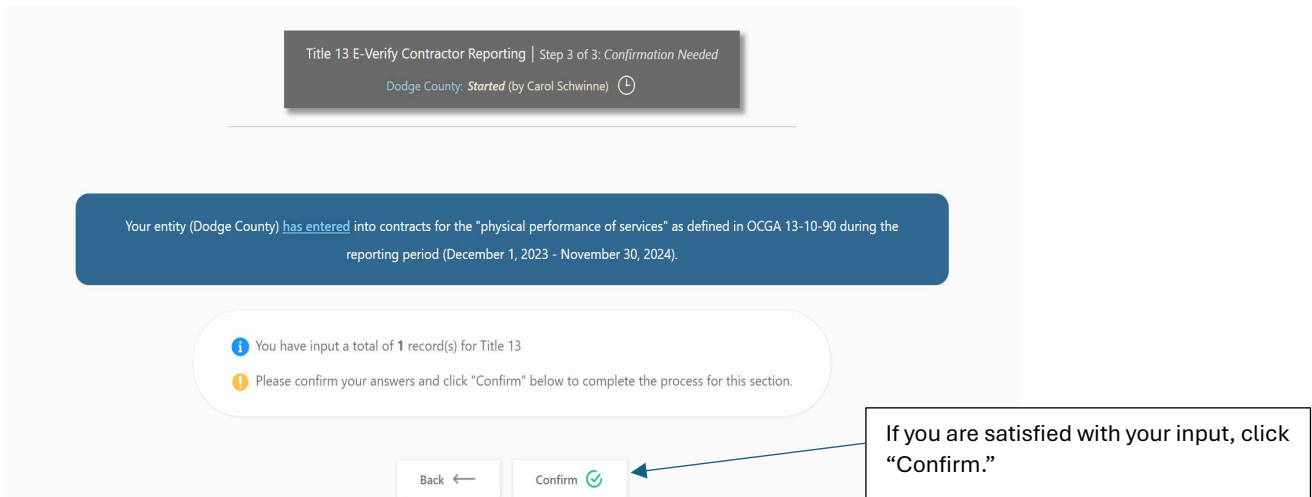 Title 13 E-Verify Contractor Reporting | Step 3 of 3: Confirmation Needed
Dodge County: Started (by Carol Schwinne)
Your entity (Dodge County) has entered into contracts for the "physical performance of services" as defined in OCGA 13-10-90 during the
reporting period (December 1, 2023 - November 30, 2024).
You have input a total of 1 record(s) for Title 13
Please confirm your answers and click "Confirm" below to complete the process for this section.
If you are satisfied with your input, click
“Confirm.”
Back Confirm